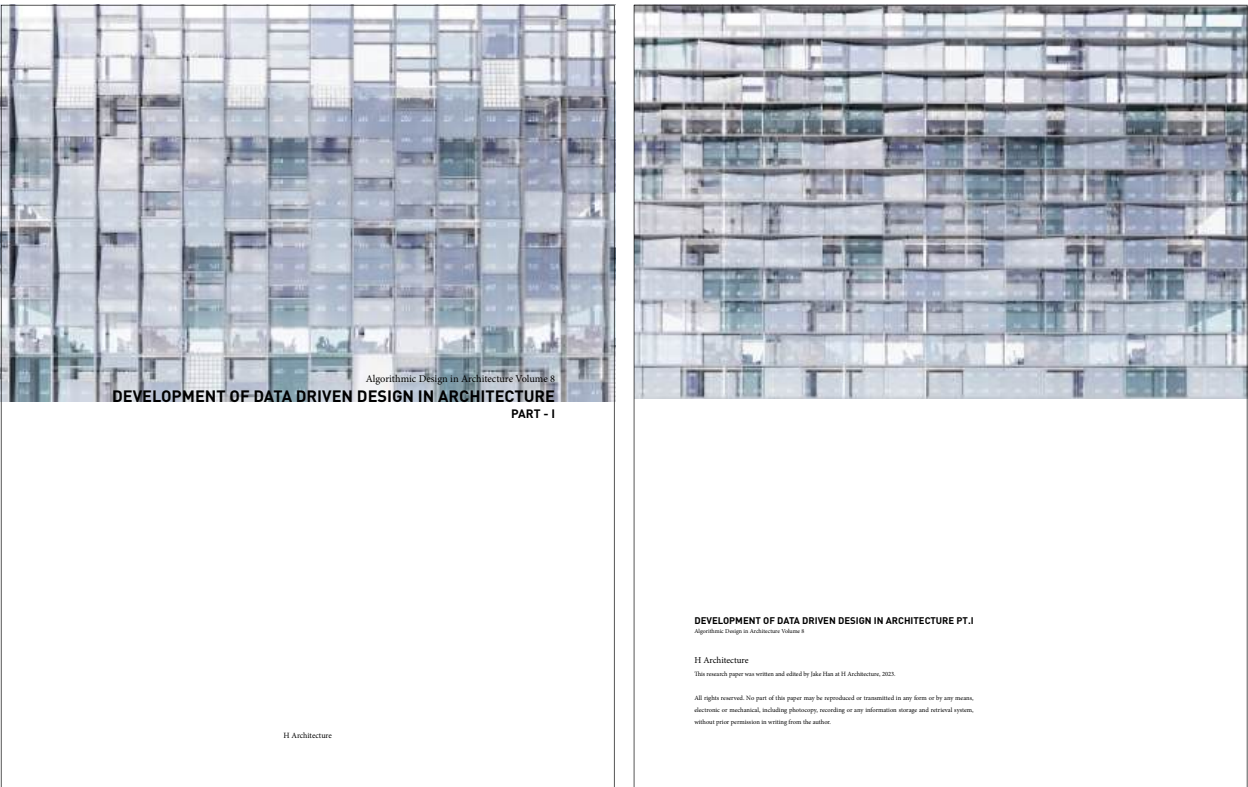 Algorithmic Design in Architecture Volume 8
DEVELOPMENT OF DATA DRIVEN DESIGN IN ARCHITECTURE
PART - I
H Architecture
DEVELOPMENT OF DATA DRIVEN DESIGN IN ARCHITECTURE PT.I
Algorithmic Design in Architecture Volume 8
H Architecture
This research paper was written and edited by Jake Han at H Architecture, 2023.
All rights reserved. No part of this paper may be reproduced or transmitted in any form or by any means,
electronic or mechanical, including photocopy, recording or any information storage and retrieval system,
without prior permission in writing from the author.